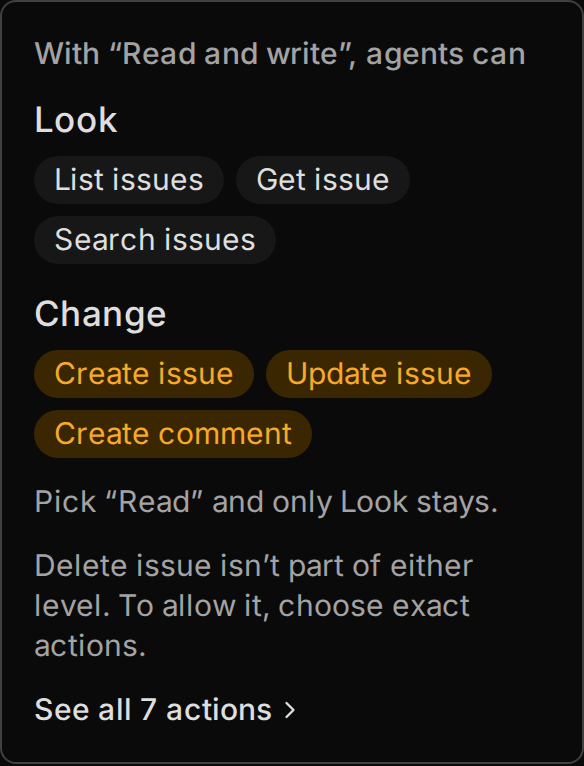 With “Read and write”, agents can
Look
List issues
Get issue
Search issues
Change
Create issue
Update issue
Create comment
Pick “Read” and only Look stays.
Delete issue isn’t part of either
level. To allow it, choose exact
actions.
See all 7 actions